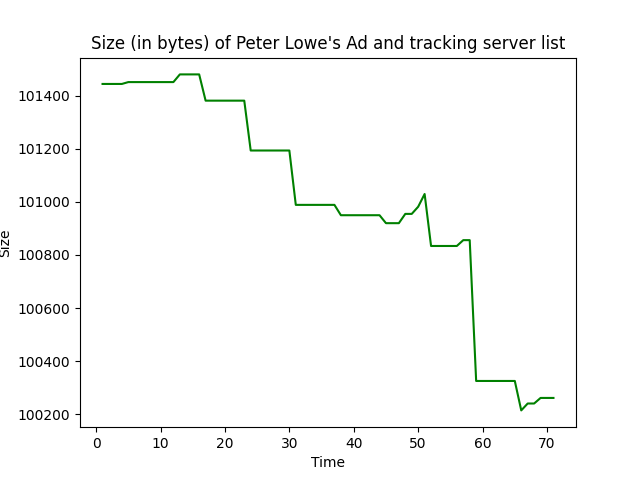 Size (in bytes) of Peter Lowe's Ad and tracking server list
101400
101200
101000
100800
100600
100400
100200
Size
0 10 20 30 40 50 60 70
Time